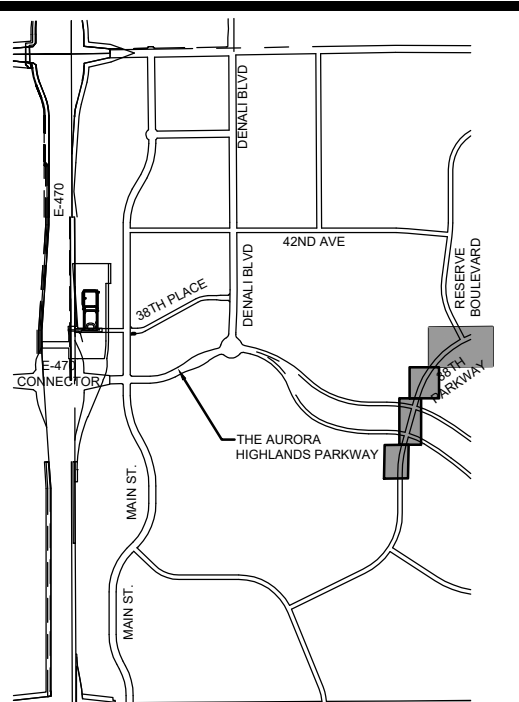 DENALI BLVD
E-470
42ND AVE
RESERVE
BOULEVARD
DENALI BLVD
38TH PLACE
E-470
CONNECTOR
38TH
PARKWAY
THE AURORA
HIGHLANDS PARKWAY
MAIN ST.
MAIN ST.